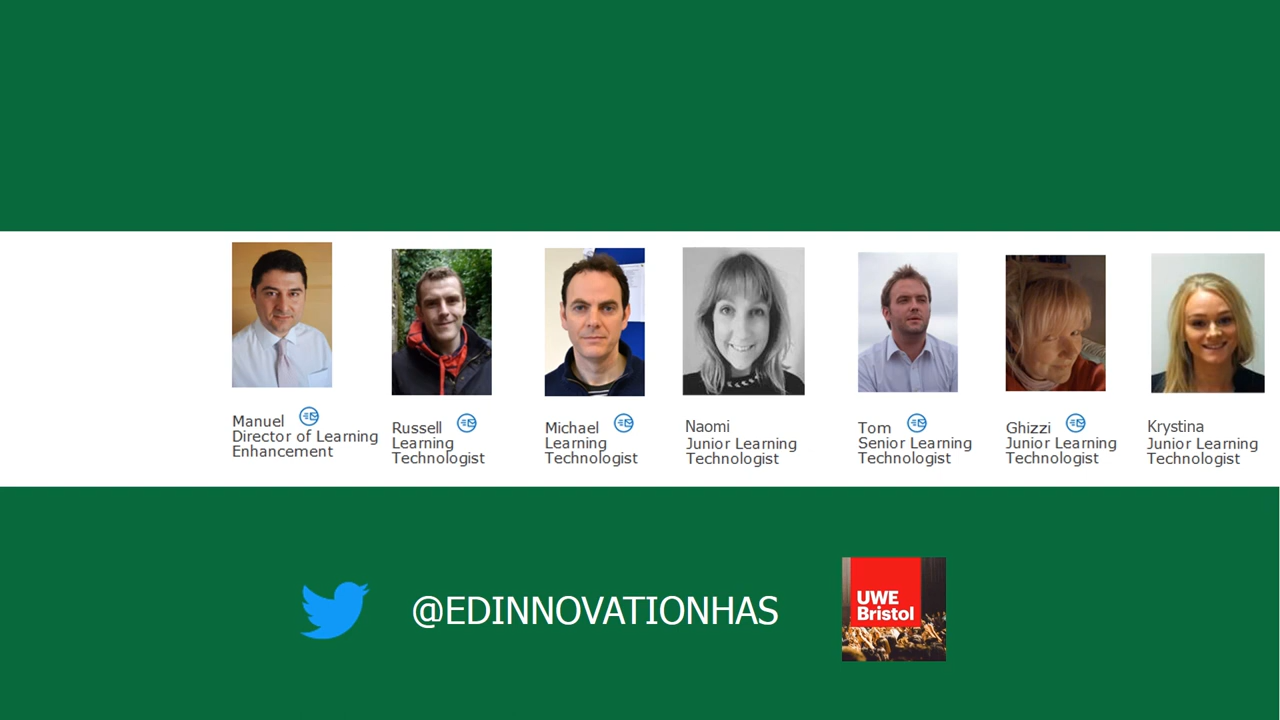 Manuel
Director of Learning
Enhancement
Russell
Learning
Technologist
Michael
Learning
Technologist
Naomi
Junior Learning
Technologist
Tom
Senior Learning
Technologist
Ghizzi
Junior Learning
Technologist
Krystina
Junior Learning
Technologist
@EDINNOVATIONHAS
UWE
Bristol